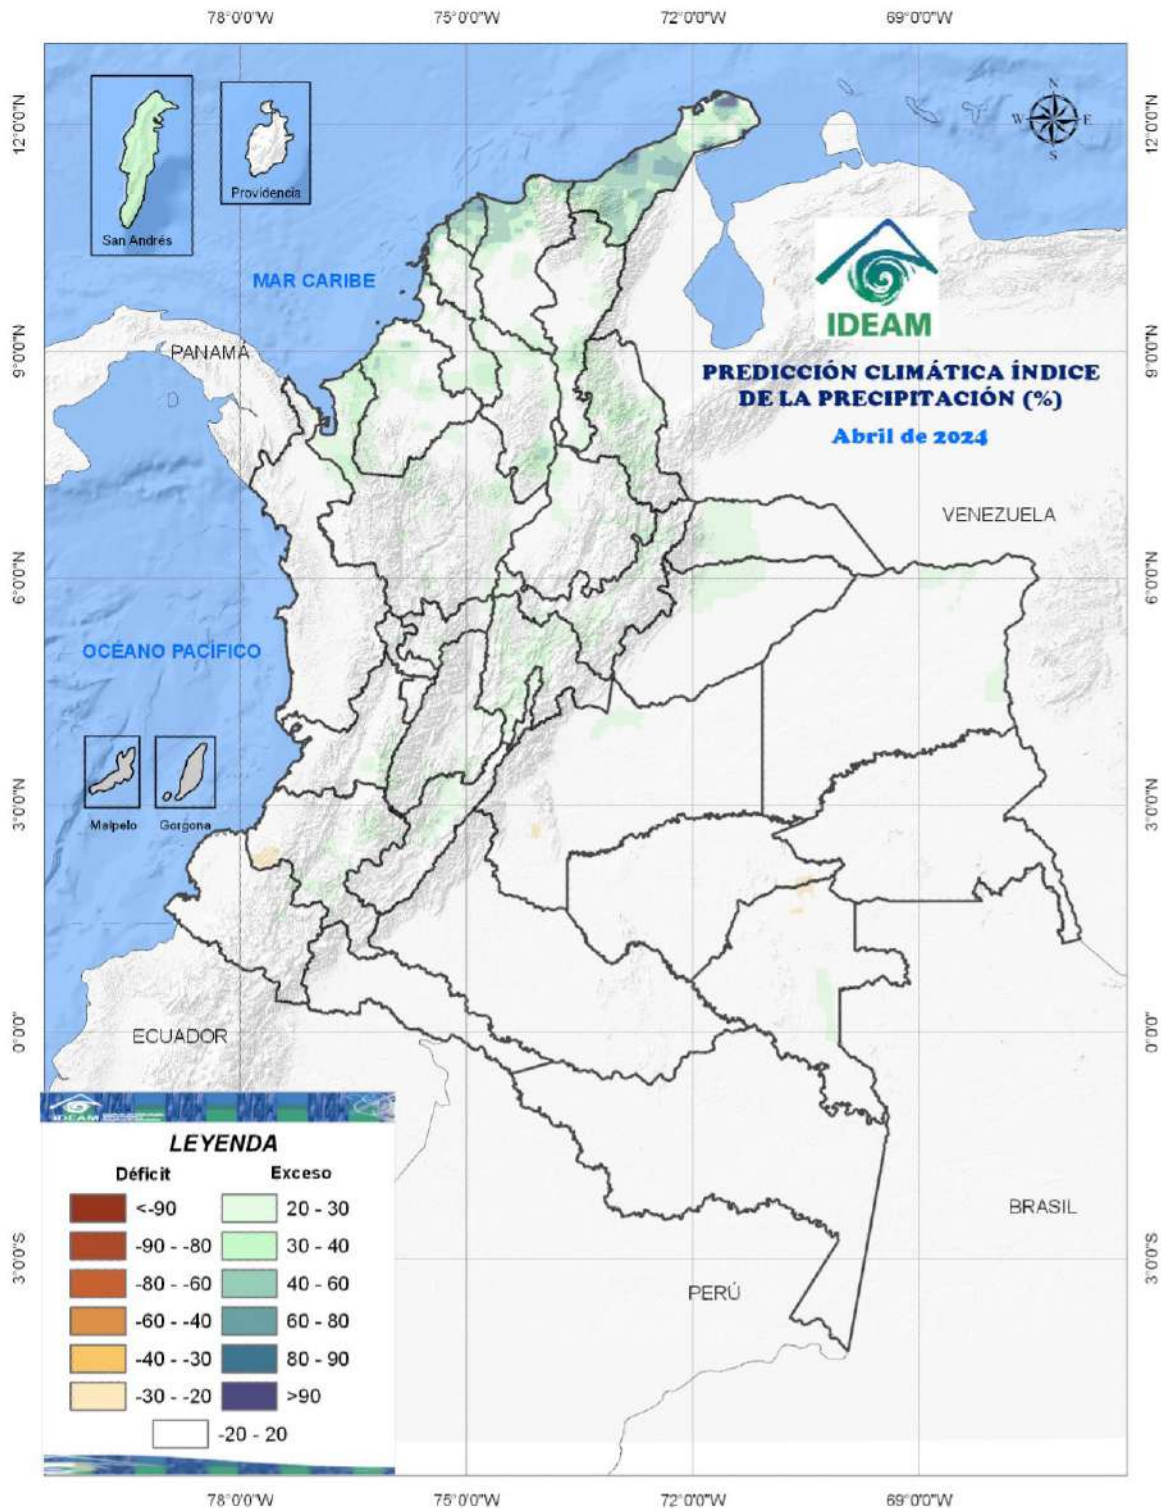 78°0'0"W
75°0'0"W
72°0'0"W
69°0'0"W
12°0'0"N
9°0'0"N
6°0'0"N
3°0'0"N
0°0'0"
3°0'0"S
San Andrés
Providencia
N
W
E
S
MAR CARIBE
IDEAM
PREDICCIÓN CLIMÁTICA ÍNDICE
DE LA PRECIPITACIÓN (%)
Abril de 2024
PANAMÁ
VENEZUELA
OCÉANO PACÍFICO
Malpelo
Gorgona
ECUADOR
BRASIL
PERÚ
IDEAM
LEYENDA
Déficit
Exceso
<-90
20 - 30
-90 - -80
30 - 40
-80 - -60
40 - 60
-60 - -40
60 - 80
-40 - -30
80 - 90
-30 - -20
>90
-20 - 20
12°0'0"N
9°0'0"N
6°0'0"N
3°0'0"N
0°0'0"
3°0'0"S
78°0'0"W
75°0'0"W
72°0'0"W
69°0'0"W